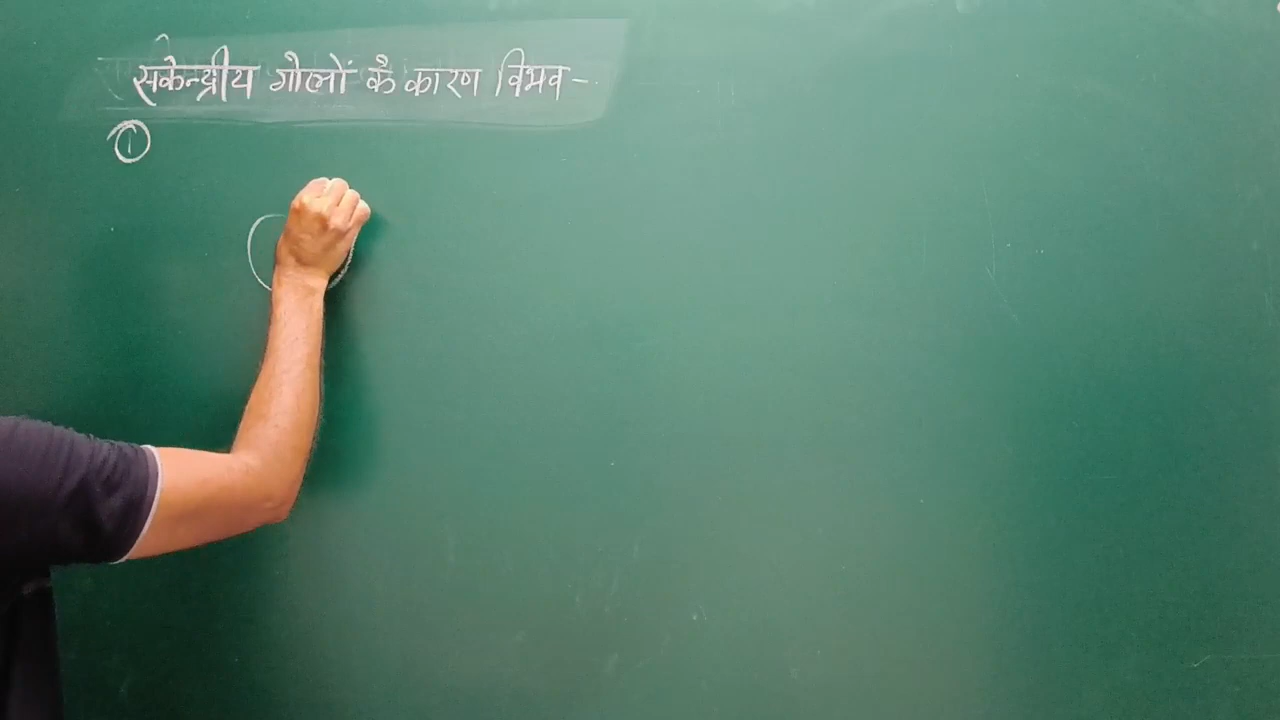 सकेन्द्रीय गोलों के कारण विभव-
①